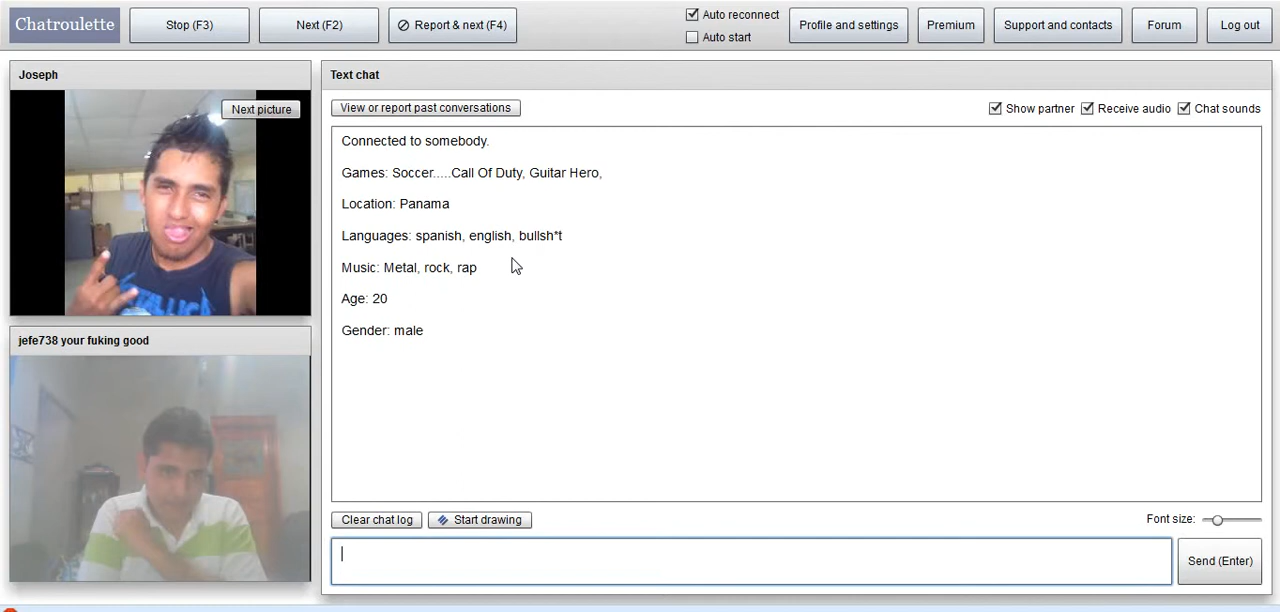 Chatroulette
Stop (F3)
Next (F2)
Report & next (F4)
Auto reconnect
Auto start
Profile and settings
Premium
Support and contacts
Forum
Log out
Joseph
Next picture
METALLICA
jefe738 your fuking good
Text chat
View or report past conversations
Show partner
Receive audio
Chat sounds
Connected to somebody.
Games: Soccer.....Call Of Duty, Guitar Hero,
Location: Panama
Languages: spanish, english, bullsh*t
Music: Metal, rock, rap
Age: 20
Gender: male
Clear chat log
Start drawing
Font size:
Send (Enter)